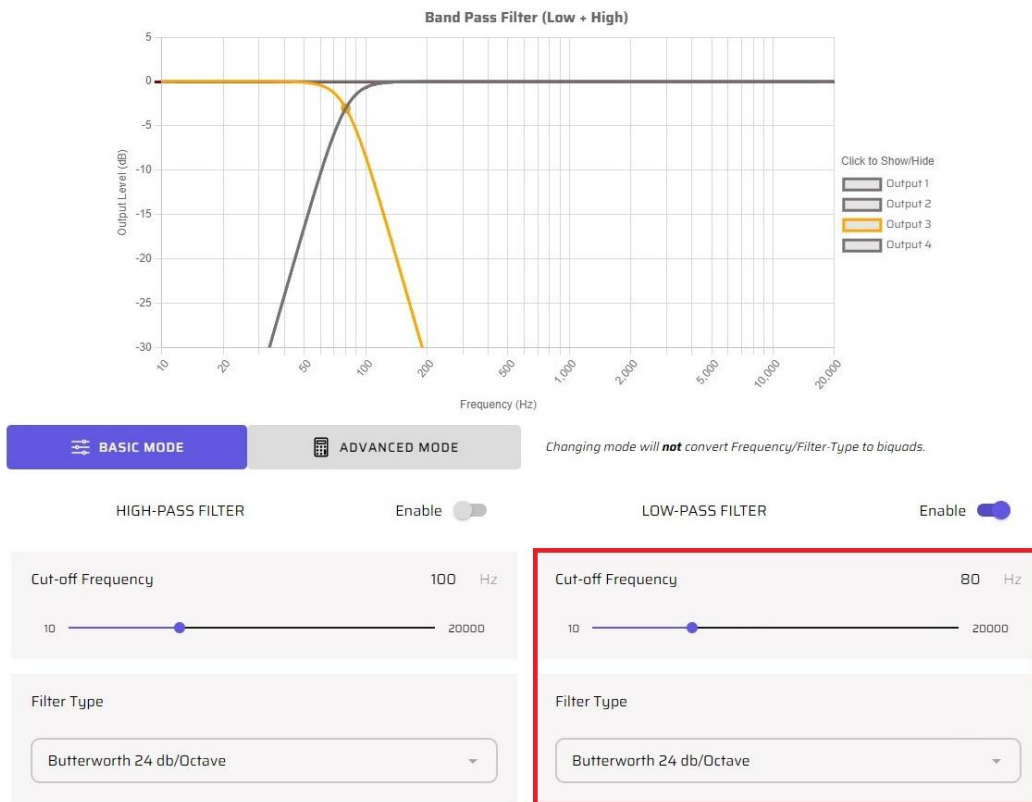 Band Pass Filter (Low + High)
5
0
-5
-10
-15
-20
-25
-30
Output Level (dB)
10 20 50 100 200 500 1,000 2,000 5,000 10,000 20,000
Frequency (Hz)
Click to Show/Hide
Output 1
Output 2
Output 3
Output 4
BASIC MODE
ADVANCED MODE
Changing mode will not convert Frequency/Filter-Type to biquads.
HIGH-PASS FILTER Enable
LOW-PASS FILTER Enable
Cut-off Frequency 100 Hz
10 20000
Filter Type
Butterworth 24 db/Octave
Cut-off Frequency 80 Hz
10 20000
Filter Type
Butterworth 24 db/Octave